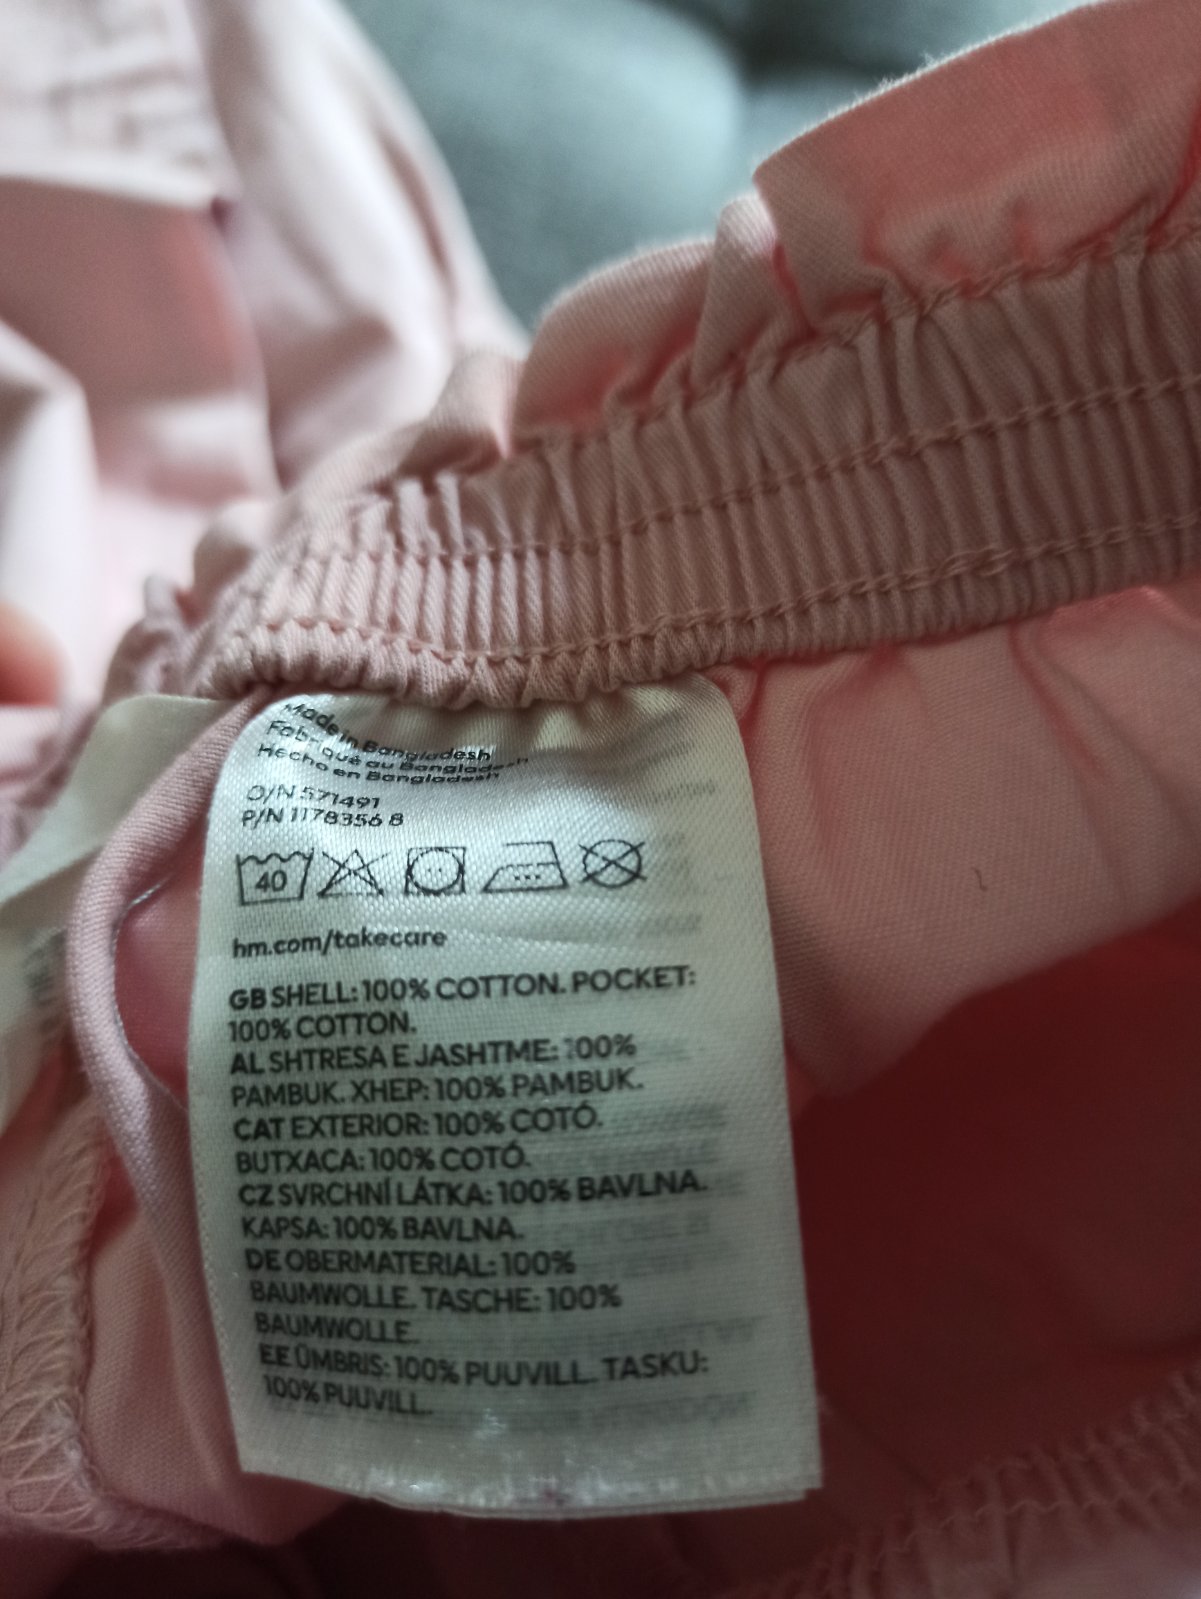 Made in Bangladesh
Fabriqué au Bangladesh
Hecho en Bangladesh
O/N 571491
P/N 1178356 8
40
hm.com/takecare
GB SHELL: 100% COTTON. POCKET:
100% COTTON.
AL SHTRESA E JASHTME: 100%
PAMBUK. XHEP: 100% PAMBUK.
CAT EXTERIOR: 100% COTÓ.
BUTXACA: 100% COTÓ.
CZ SVRCHNÍ LÁTKA: 100% BAVLNA.
KAPSA: 100% BAVLNA.
DE OBERMATERIAL: 100%
BAUMWOLLE. TASCHE: 100%
BAUMWOLLE.
EE ÜMBRIS: 100% PUUVILL. TASKU:
100% PUUVILL.